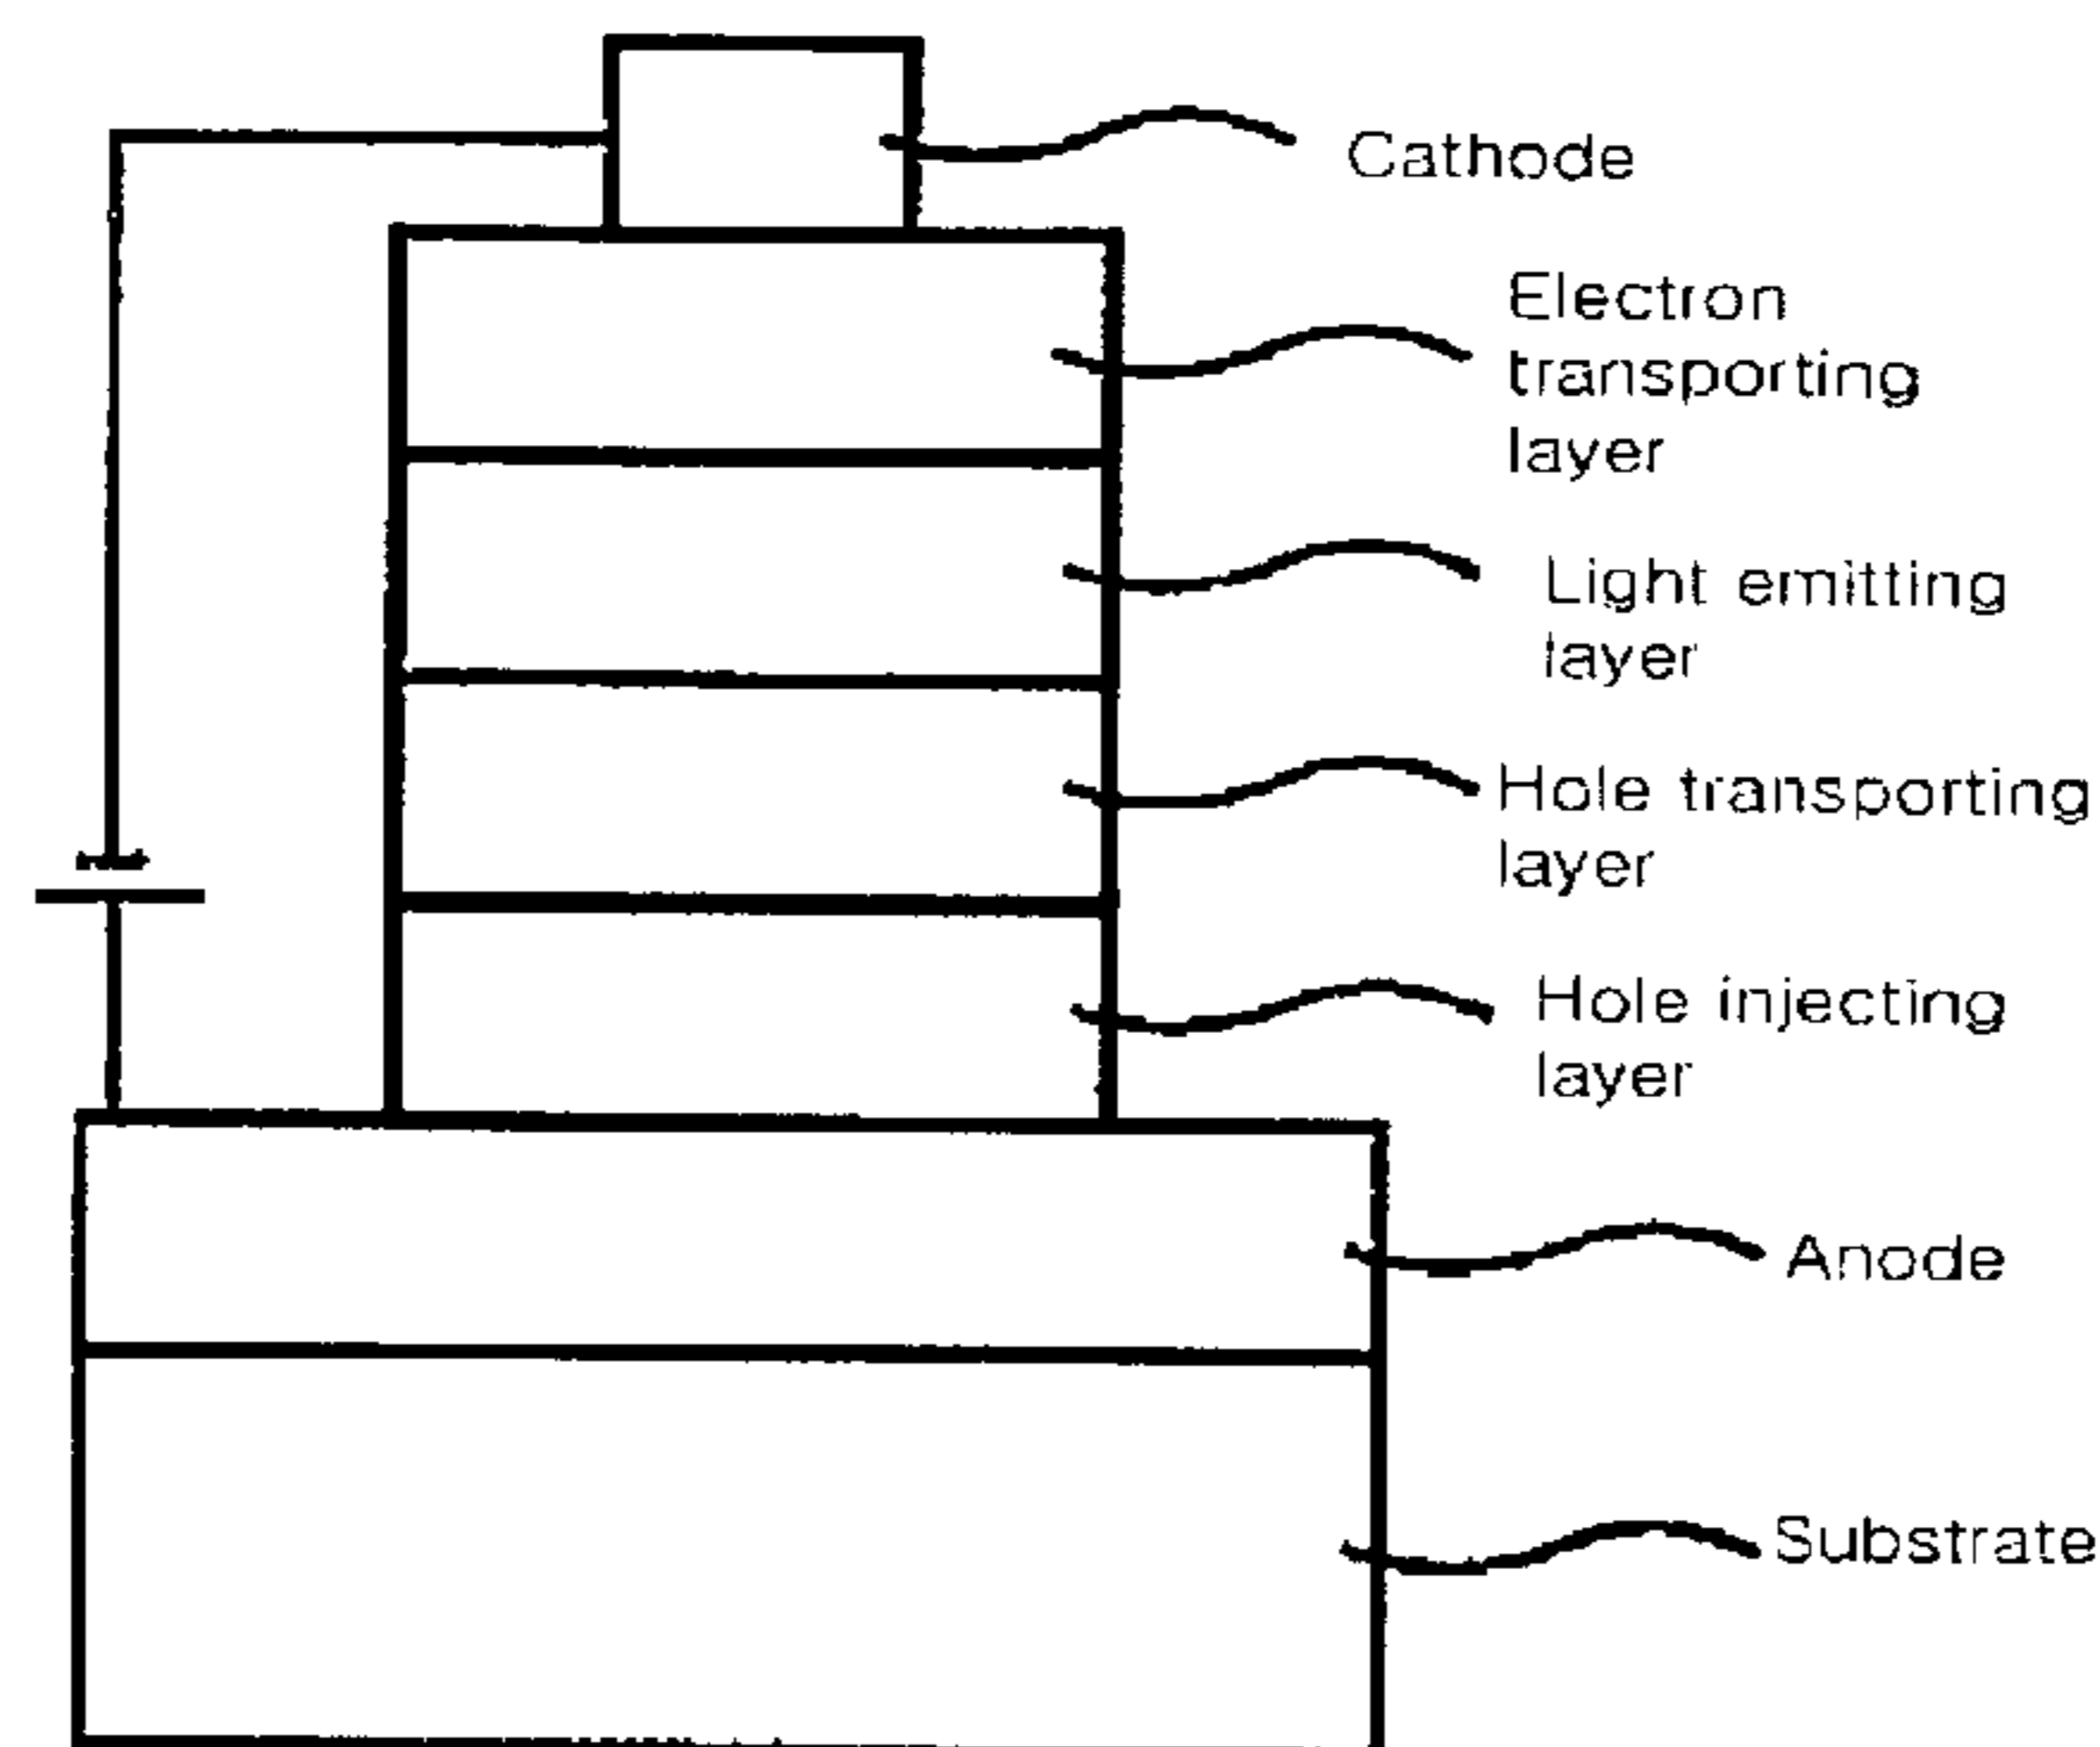 Cathode
Electron
transporting
layer
Light emitting
layer
Hole transporting
layer
Hole injecting
layer
Anode
Substrate